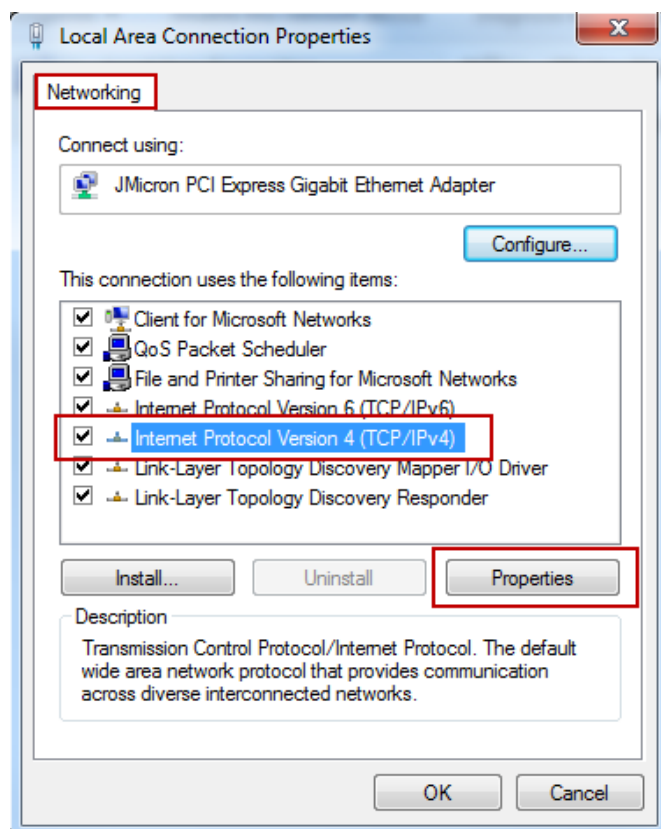 Local Area Connection Properties
Networking
Connect using:
JMicron PCI Express Gigabit Ethernet Adapter
Configure...
This connection uses the following items:
Client for Microsoft Networks
QoS Packet Scheduler
File and Printer Sharing for Microsoft Networks
Internet Protocol Version 6 (TCP/IPv6)
Internet Protocol Version 4 (TCP/IPv4)
Link-Layer Topology Discovery Mapper I/O Driver
Link-Layer Topology Discovery Responder
Install... Uninstall Properties
Description
Transmission Control Protocol/Internet Protocol. The default
wide area network protocol that provides communication
across diverse interconnected networks.
OK Cancel